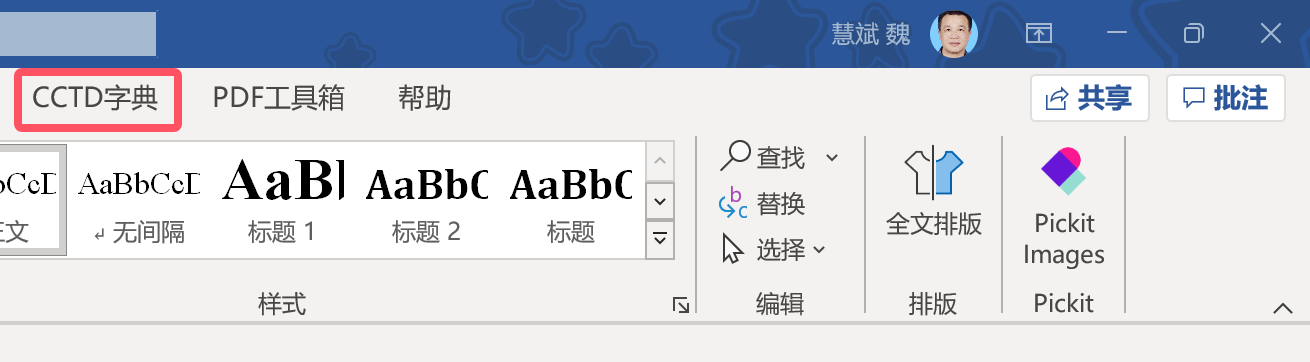 慧斌 魏
CCTD字典 PDF工具箱 帮助 共享 批注
AaBbCcD AaBbC AaBbC
查找
替换
选择
正文 无间隔 标题 1 标题 2 标题
全文排版
Pickit
Images
样式 编辑 排版 Pickit